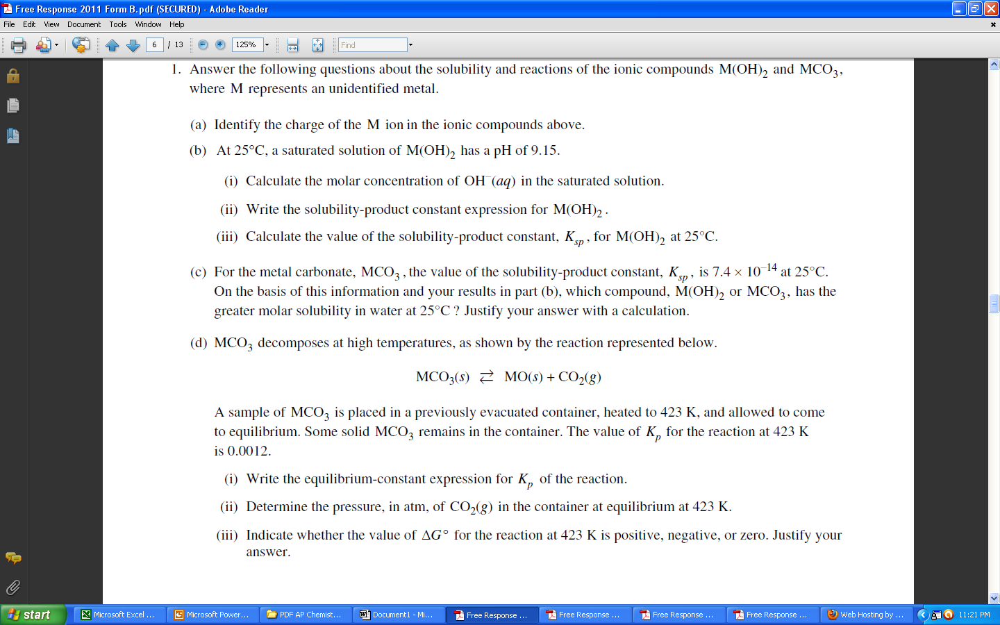 Free Response 2011 Form B.pdf (SECURED) - Adobe Reader
File Edit View Document Tools Window Help
6 / 13 125% Find
1. Answer the following questions about the solubility and reactions of the ionic compounds M(OH)₂ and MCO₃,
where M represents an unidentified metal.
(a) Identify the charge of the M ion in the ionic compounds above.
(b) At 25°C, a saturated solution of M(OH)₂ has a pH of 9.15.
(i) Calculate the molar concentration of OH⁻(aq) in the saturated solution.
(ii) Write the solubility-product constant expression for M(OH)₂ .
(iii) Calculate the value of the solubility-product constant, Kₛₚ , for M(OH)₂ at 25°C.
(c) For the metal carbonate, MCO₃ , the value of the solubility-product constant, Kₛₚ , is 7.4 × 10⁻¹⁴ at 25°C.
On the basis of this information and your results in part (b), which compound, M(OH)₂ or MCO₃, has the
greater molar solubility in water at 25°C ? Justify your answer with a calculation.
(d) MCO₃ decomposes at high temperatures, as shown by the reaction represented below.
MCO₃(s) ⇄ MO(s) + CO₂(g)
A sample of MCO₃ is placed in a previously evacuated container, heated to 423 K, and allowed to come
to equilibrium. Some solid MCO₃ remains in the container. The value of Kₚ for the reaction at 423 K
is 0.0012.
(i) Write the equilibrium-constant expression for Kₚ of the reaction.
(ii) Determine the pressure, in atm, of CO₂(g) in the container at equilibrium at 423 K.
(iii) Indicate whether the value of ΔG° for the reaction at 423 K is positive, negative, or zero. Justify your
answer.
start Microsoft Excel ... Microsoft Power... PDF AP Chemist... Document1 - Mi... Free Response ... Free Response ... Free Response ... Free Response ... Web Hosting by ... 11:21 PM